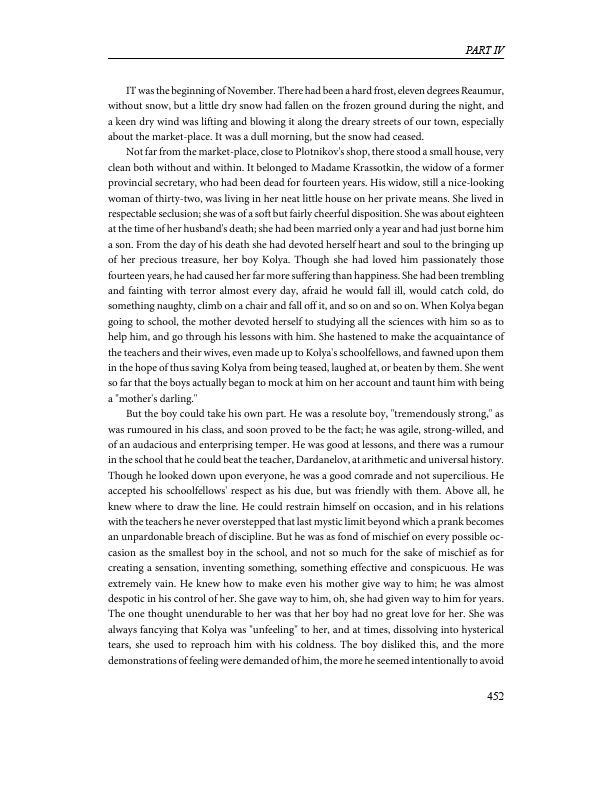 PART IV
IT was the beginning of November. There had been a hard frost, eleven degrees Reaumur,
without snow, but a little dry snow had fallen on the frozen ground during the night, and
a keen dry wind was lifting and blowing it along the dreary streets of our town, especially
about the market-place. It was a dull morning, but the snow had ceased.
Not far from the market-place, close to Plotnikov's shop, there stood a small house, very
clean both without and within. It belonged to Madame Krassotkin, the widow of a former
provincial secretary, who had been dead for fourteen years. His widow, still a nice-looking
woman of thirty-two, was living in her neat little house on her private means. She lived in
respectable seclusion; she was of a soft but fairly cheerful disposition. She was about eighteen
at the time of her husband's death; she had been married only a year and had just borne him
a son. From the day of his death she had devoted herself heart and soul to the bringing up
of her precious treasure, her boy Kolya. Though she had loved him passionately those
fourteen years, he had caused her far more suffering than happiness. She had been trembling
and fainting with terror almost every day, afraid he would fall ill, would catch cold, do
something naughty, climb on a chair and fall off it, and so on and so on. When Kolya began
going to school, the mother devoted herself to studying all the sciences with him so as to
help him, and go through his lessons with him. She hastened to make the acquaintance of
the teachers and their wives, even made up to Kolya's schoolfellows, and fawned upon them
in the hope of thus saving Kolya from being teased, laughed at, or beaten by them. She went
so far that the boys actually began to mock at him on her account and taunt him with being
a "mother's darling."
But the boy could take his own part. He was a resolute boy, "tremendously strong," as
was rumoured in his class, and soon proved to be the fact; he was agile, strong-willed, and
of an audacious and enterprising temper. He was good at lessons, and there was a rumour
in the school that he could beat the teacher, Dardanelov, at arithmetic and universal history.
Though he looked down upon everyone, he was a good comrade and not supercilious. He
accepted his schoolfellows' respect as his due, but was friendly with them. Above all, he
knew where to draw the line. He could restrain himself on occasion, and in his relations
with the teachers he never overstepped that last mystic limit beyond which a prank becomes
an unpardonable breach of discipline. But he was as fond of mischief on every possible oc-
casion as the smallest boy in the school, and not so much for the sake of mischief as for
creating a sensation, inventing something, something effective and conspicuous. He was
extremely vain. He knew how to make even his mother give way to him; he was almost
despotic in his control of her. She gave way to him, oh, she had given way to him for years.
The one thought unendurable to her was that her boy had no great love for her. She was
always fancying that Kolya was "unfeeling" to her, and at times, dissolving into hysterical
tears, she used to reproach him with his coldness. The boy disliked this, and the more
demonstrations of feeling were demanded of him, the more he seemed intentionally to avoid
452